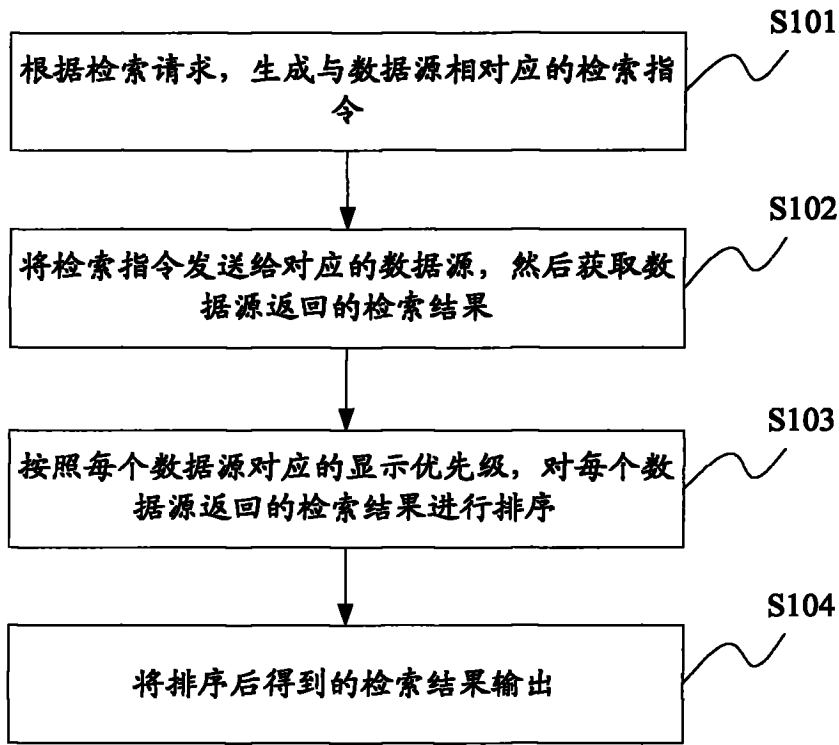 S101
根据检索请求，生成与数据源相对应的检索指
令
S102
将检索指令发送给对应的数据源，然后获取数
据源返回的检索结果
S103
按照每个数据源对应的显示优先级，对每个数
据源返回的检索结果进行排序
S104
将排序后得到的检索结果输出